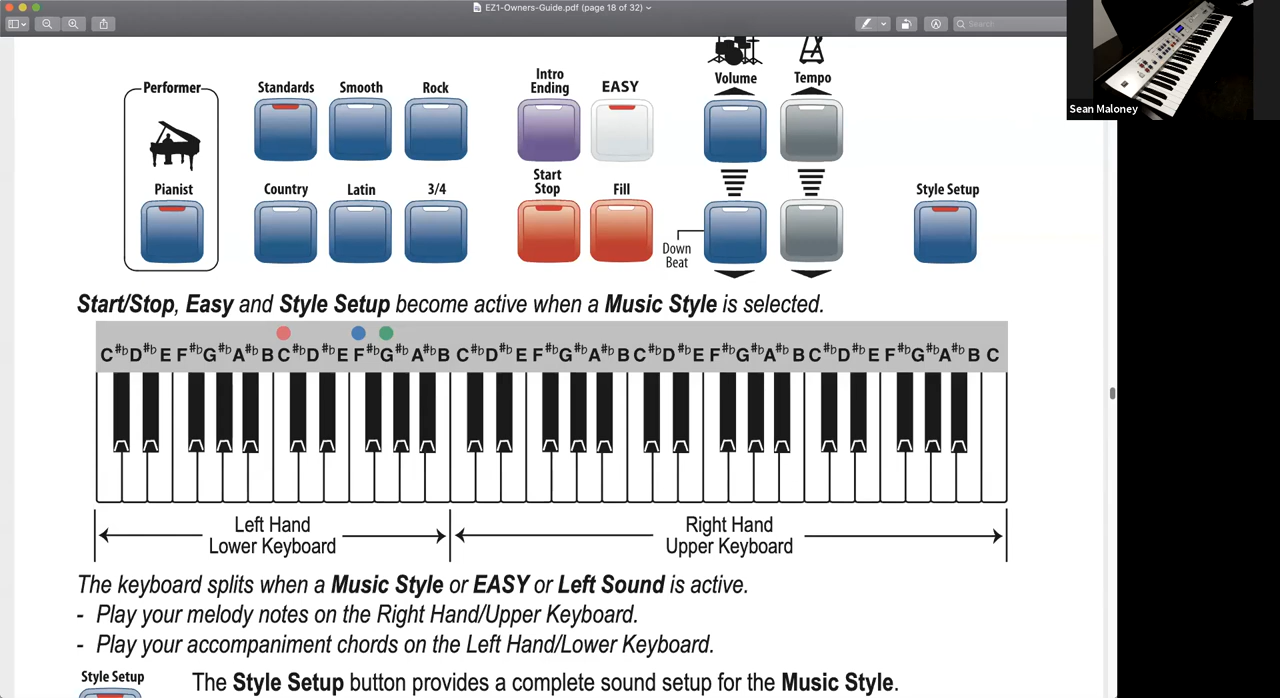 EZ1-Owners-Guide.pdf (page 18 of 32)
Search
Sean Maloney
Performer
Standards Smooth Rock
Intro Ending EASY
Volume Tempo
Pianist
Country Latin 3/4
Start Stop Fill
Down Beat
Style Setup
Start/Stop, Easy and Style Setup become active when a Music Style is selected.
C #b D #b E F #b G #b A #b B C #b D #b E F #b G #b A #b B C #b D #b E F #b G #b A #b B C #b D #b E F #b G #b A #b B C #b D #b E F #b G #b A #b B C
Left Hand
Lower Keyboard
Right Hand
Upper Keyboard
The keyboard splits when a Music Style or EASY or Left Sound is active.
- Play your melody notes on the Right Hand/Upper Keyboard.
- Play your accompaniment chords on the Left Hand/Lower Keyboard.
Style Setup
The Style Setup button provides a complete sound setup for the Music Style.